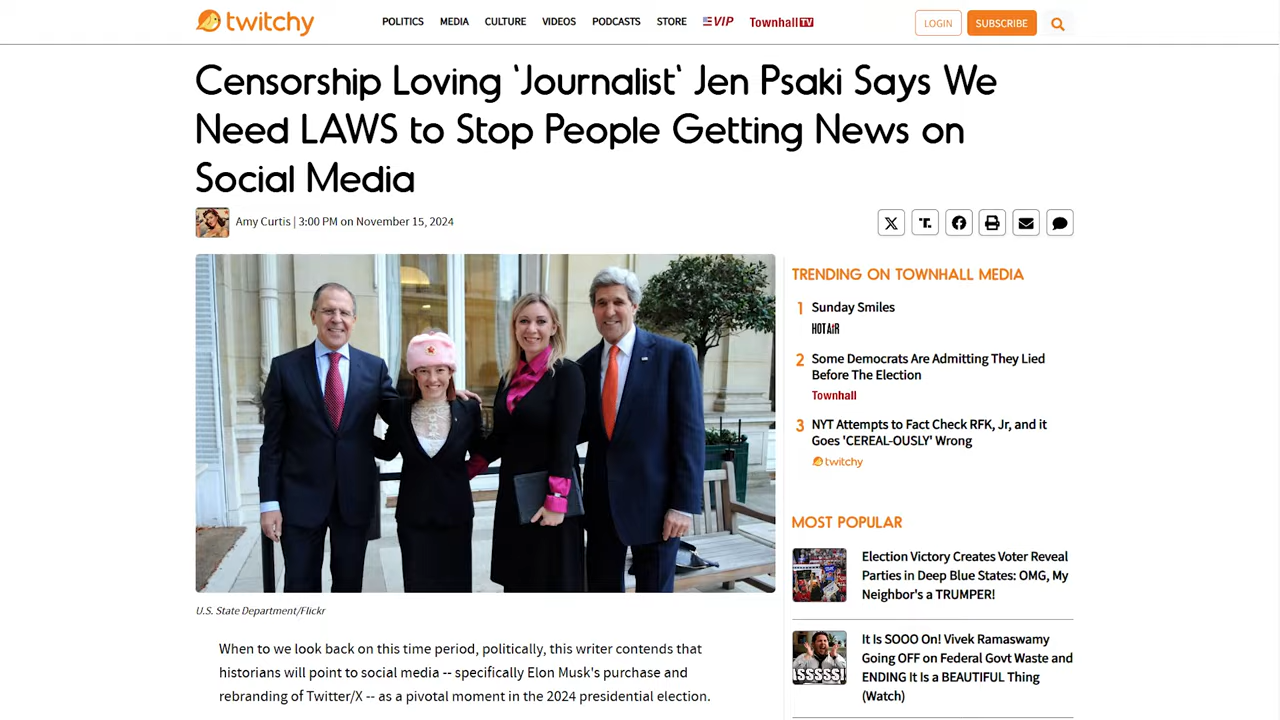 twitchy
POLITICS MEDIA CULTURE VIDEOS PODCASTS STORE VIP Townhall TV
LOGIN SUBSCRIBE
Censorship Loving 'Journalist' Jen Psaki Says We
Need LAWS to Stop People Getting News on
Social Media
Amy Curtis | 3:00 PM on November 15, 2024
X T. f
U.S. State Department/Flickr
When to we look back on this time period, politically, this writer contends that
historians will point to social media -- specifically Elon Musk's purchase and
rebranding of Twitter/X -- as a pivotal moment in the 2024 presidential election.
TRENDING ON TOWNHALL MEDIA
1 Sunday Smiles
HOTAIR
2 Some Democrats Are Admitting They Lied
Before The Election
Townhall
3 NYT Attempts to Fact Check RFK, Jr, and it
Goes 'CEREAL-OUSLY' Wrong
twitchy
MOST POPULAR
Election Victory Creates Voter Reveal
Parties in Deep Blue States: OMG, My
Neighbor's a TRUMPER!
It Is SOOO On! Vivek Ramaswamy
Going OFF on Federal Govt Waste and
ENDING It Is a BEAUTIFUL Thing
(Watch)